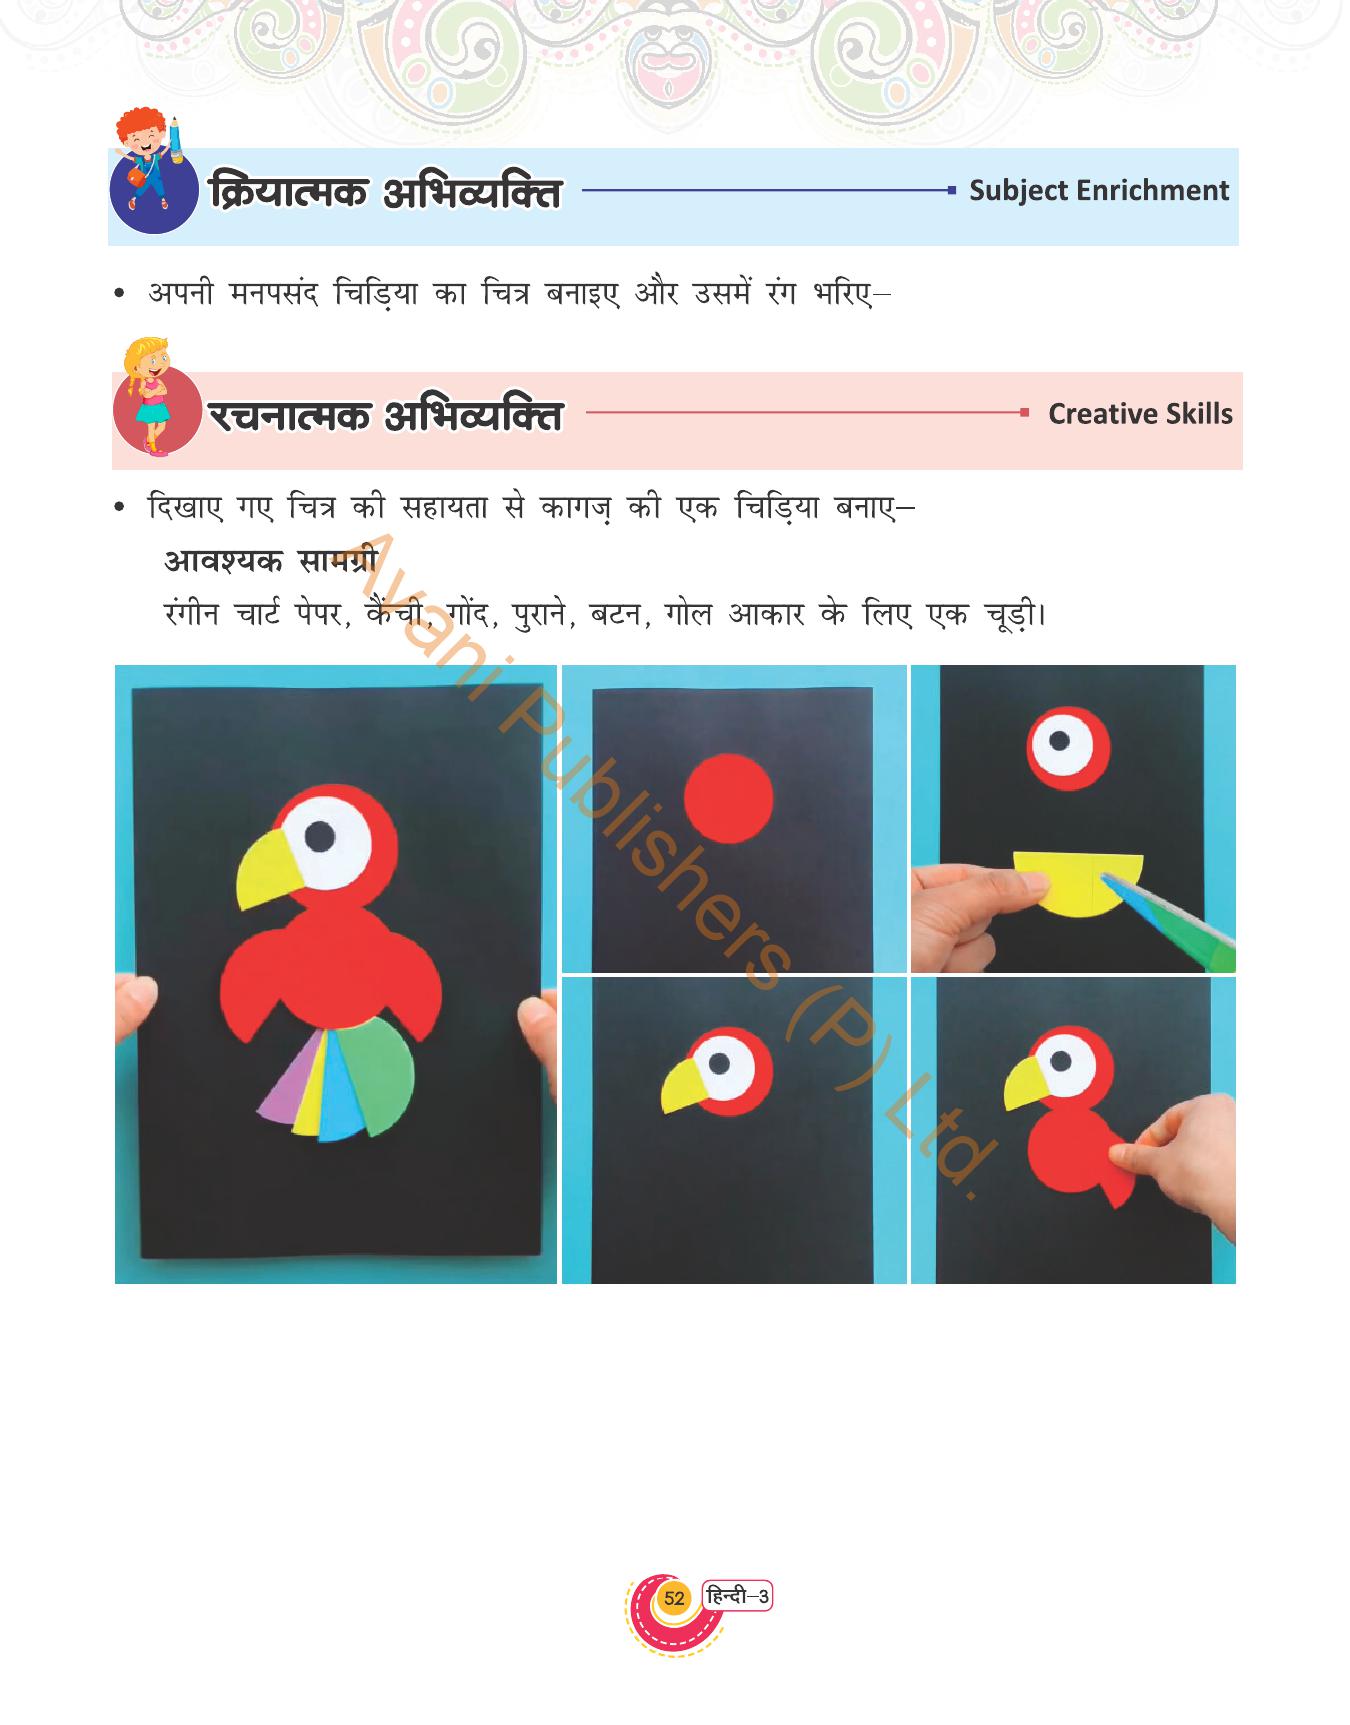 क्रियात्मक अभिव्यक्ति Subject Enrichment
• अपनी मनपसंद चिड़िया का चित्र बनाइए और उसमें रंग भरिए–
रचनात्मक अभिव्यक्ति Creative Skills
• दिखाए गए चित्र की सहायता से कागज़ की एक चिड़िया बनाए–
आवश्यक सामग्री
रंगीन चार्ट पेपर, कैंची, गोंद, पुराने, बटन, गोल आकार के लिए एक चूड़ी।
Avani Publishers (P) Ltd.
52 हिन्दी–3